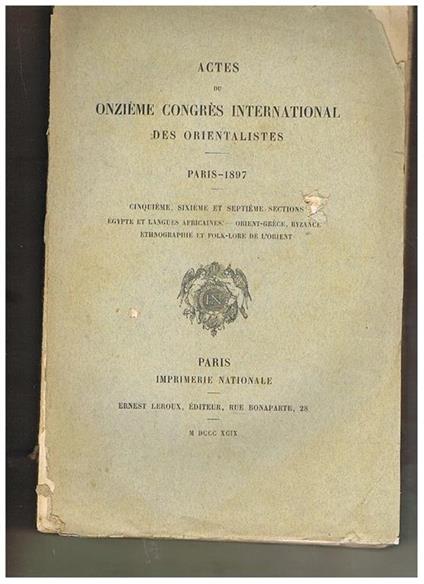 ACTES
DU
ONZIÈME CONGRÈS INTERNATIONAL
DES ORIENTALISTES
PARIS-1897
CINQUIÈME, SIXIÈME ET SEPTIÈME SECTIONS
ÉGYPTE ET LANGUES AFRICAINES. — ORIENT-GRÈCE, BYZANCE
ETHNOGRAPHIE ET FOLK-LORE DE L'ORIENT
PARIS
IMPRIMERIE NATIONALE
ERNEST LEROUX, ÉDITEUR, RUE BONAPARTE, 28
M DCCC XCIX